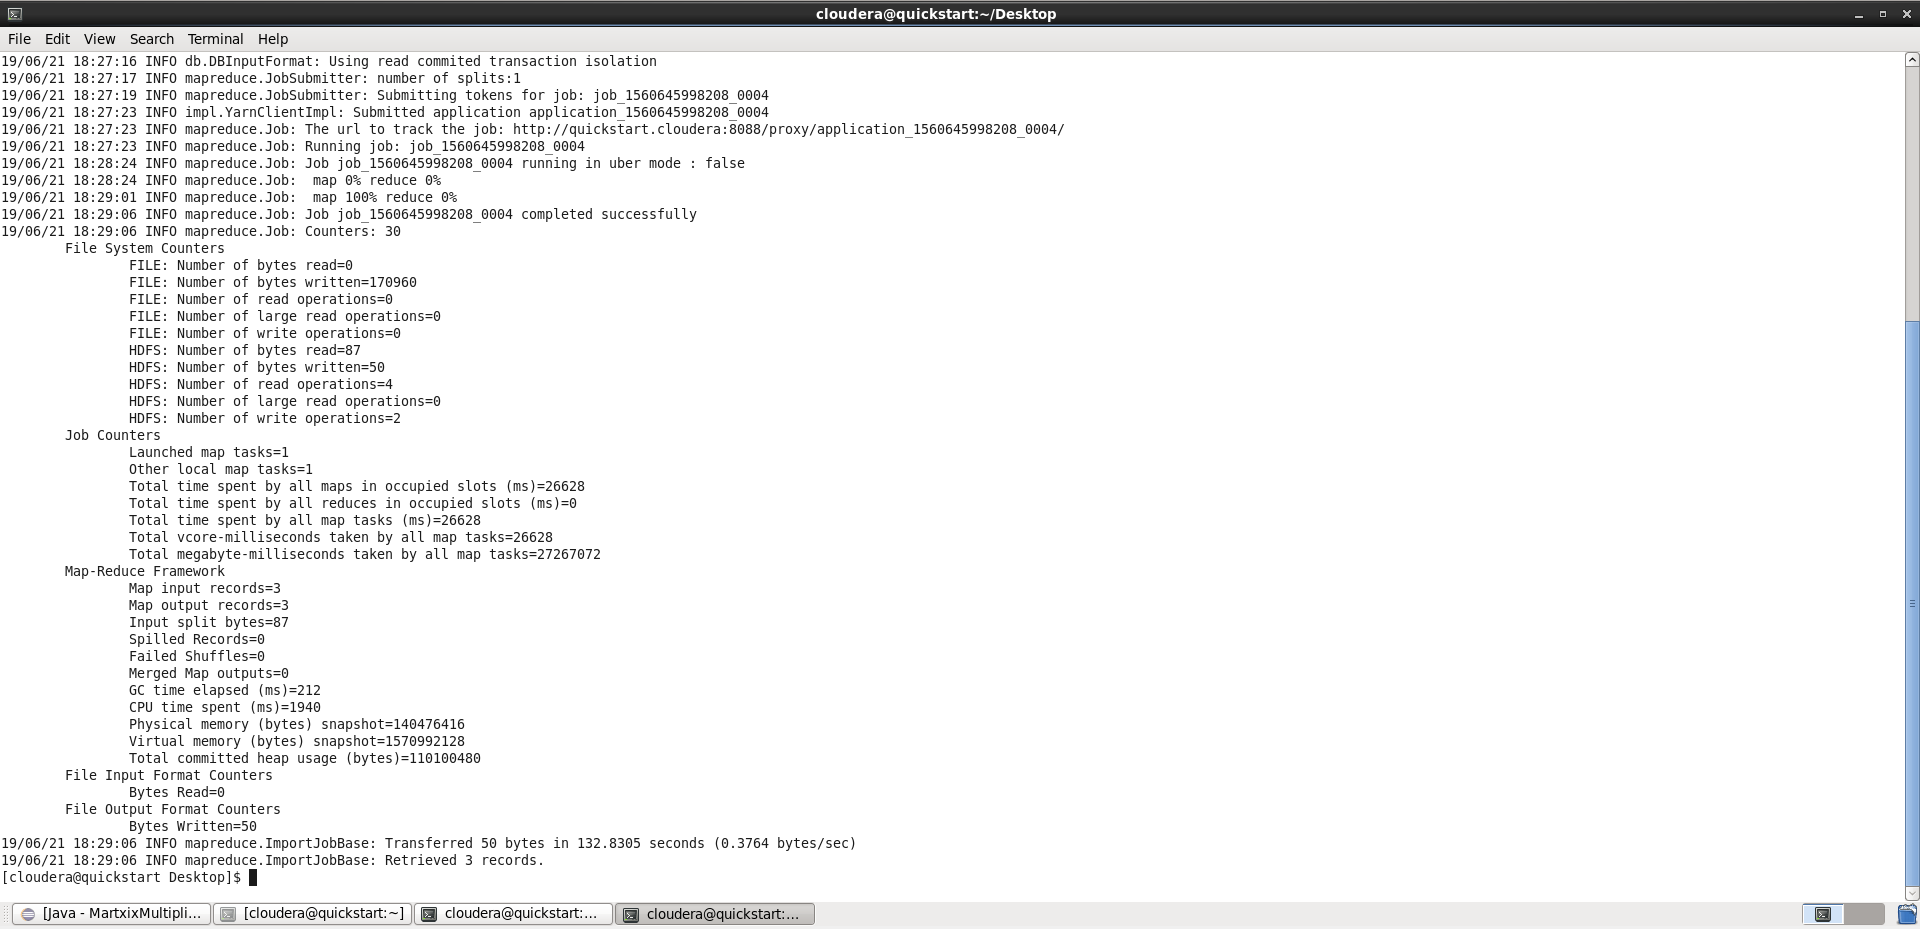 cloudera@quickstart:~/Desktop
File Edit View Search Terminal Help
19/06/21 18:27:16 INFO db.DBInputFormat: Using read commited transaction isolation
19/06/21 18:27:17 INFO mapreduce.JobSubmitter: number of splits:1
19/06/21 18:27:19 INFO mapreduce.JobSubmitter: Submitting tokens for job: job_1560645998208_0004
19/06/21 18:27:23 INFO impl.YarnClientImpl: Submitted application application_1560645998208_0004
19/06/21 18:27:23 INFO mapreduce.Job: The url to track the job: http://quickstart.cloudera:8088/proxy/application_1560645998208_0004/
19/06/21 18:27:23 INFO mapreduce.Job: Running job: job_1560645998208_0004
19/06/21 18:28:24 INFO mapreduce.Job: Job job_1560645998208_0004 running in uber mode : false
19/06/21 18:28:24 INFO mapreduce.Job:  map 0% reduce 0%
19/06/21 18:29:01 INFO mapreduce.Job:  map 100% reduce 0%
19/06/21 18:29:06 INFO mapreduce.Job: Job job_1560645998208_0004 completed successfully
19/06/21 18:29:06 INFO mapreduce.Job: Counters: 30
File System Counters
FILE: Number of bytes read=0
FILE: Number of bytes written=170960
FILE: Number of read operations=0
FILE: Number of large read operations=0
FILE: Number of write operations=0
HDFS: Number of bytes read=87
HDFS: Number of bytes written=50
HDFS: Number of read operations=4
HDFS: Number of large read operations=0
HDFS: Number of write operations=2
Job Counters
Launched map tasks=1
Other local map tasks=1
Total time spent by all maps in occupied slots (ms)=26628
Total time spent by all reduces in occupied slots (ms)=0
Total time spent by all map tasks (ms)=26628
Total vcore-milliseconds taken by all map tasks=26628
Total megabyte-milliseconds taken by all map tasks=27267072
Map-Reduce Framework
Map input records=3
Map output records=3
Input split bytes=87
Spilled Records=0
Failed Shuffles=0
Merged Map outputs=0
GC time elapsed (ms)=212
CPU time spent (ms)=1940
Physical memory (bytes) snapshot=140476416
Virtual memory (bytes) snapshot=1570992128
Total committed heap usage (bytes)=110100480
File Input Format Counters
Bytes Read=0
File Output Format Counters
Bytes Written=50
19/06/21 18:29:06 INFO mapreduce.ImportJobBase: Transferred 50 bytes in 132.8305 seconds (0.3764 bytes/sec)
19/06/21 18:29:06 INFO mapreduce.ImportJobBase: Retrieved 3 records.
[cloudera@quickstart Desktop]$
[Java - MartxixMultipli... [cloudera@quickstart:~] cloudera@quickstart:... cloudera@quickstart:...